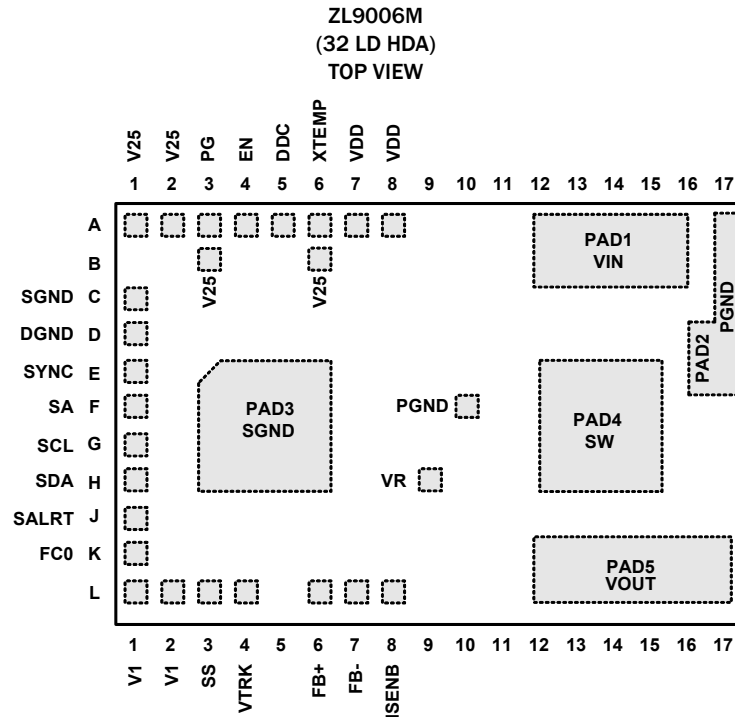 ZL9006M
(32 LD HDA)
TOP VIEW
V25 V25 PG EN DDC XTEMP VDD VDD
1 2 3 4 5 6 7 8 9 10 11 12 13 14 15 16 17
A
PAD1
VIN
B
V25 V25
PGND
SGND C
DGND D
PAD2
SYNC E
SA F
PAD3
SGND
PGND
PAD4
SW
SCL G
SDA H
VR
SALRT J
FC0 K
PAD5
VOUT
L
1 2 3 4 5 6 7 8 9 10 11 12 13 14 15 16 17
V1 V1 SS VTRK FB+ FB- ISENB